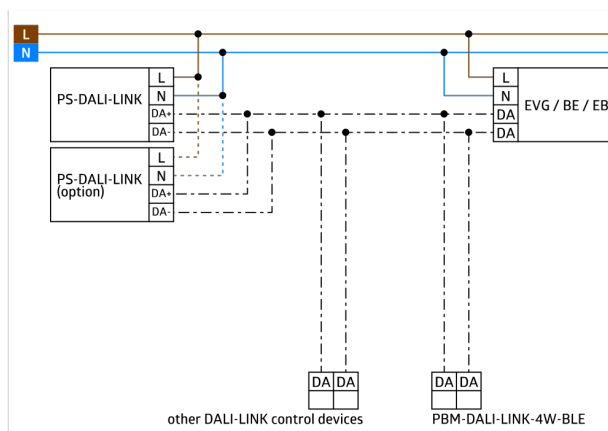 L
N
PS-DALI-LINK
L
N
DA+
DA-
EVG / BE / EB
L
N
DA
DA
PS-DALI-LINK
(option)
L
N
DA+
DA-
DA DA
DA DA
other DALI-LINK control devices
PBM-DALI-LINK-4W-BLE